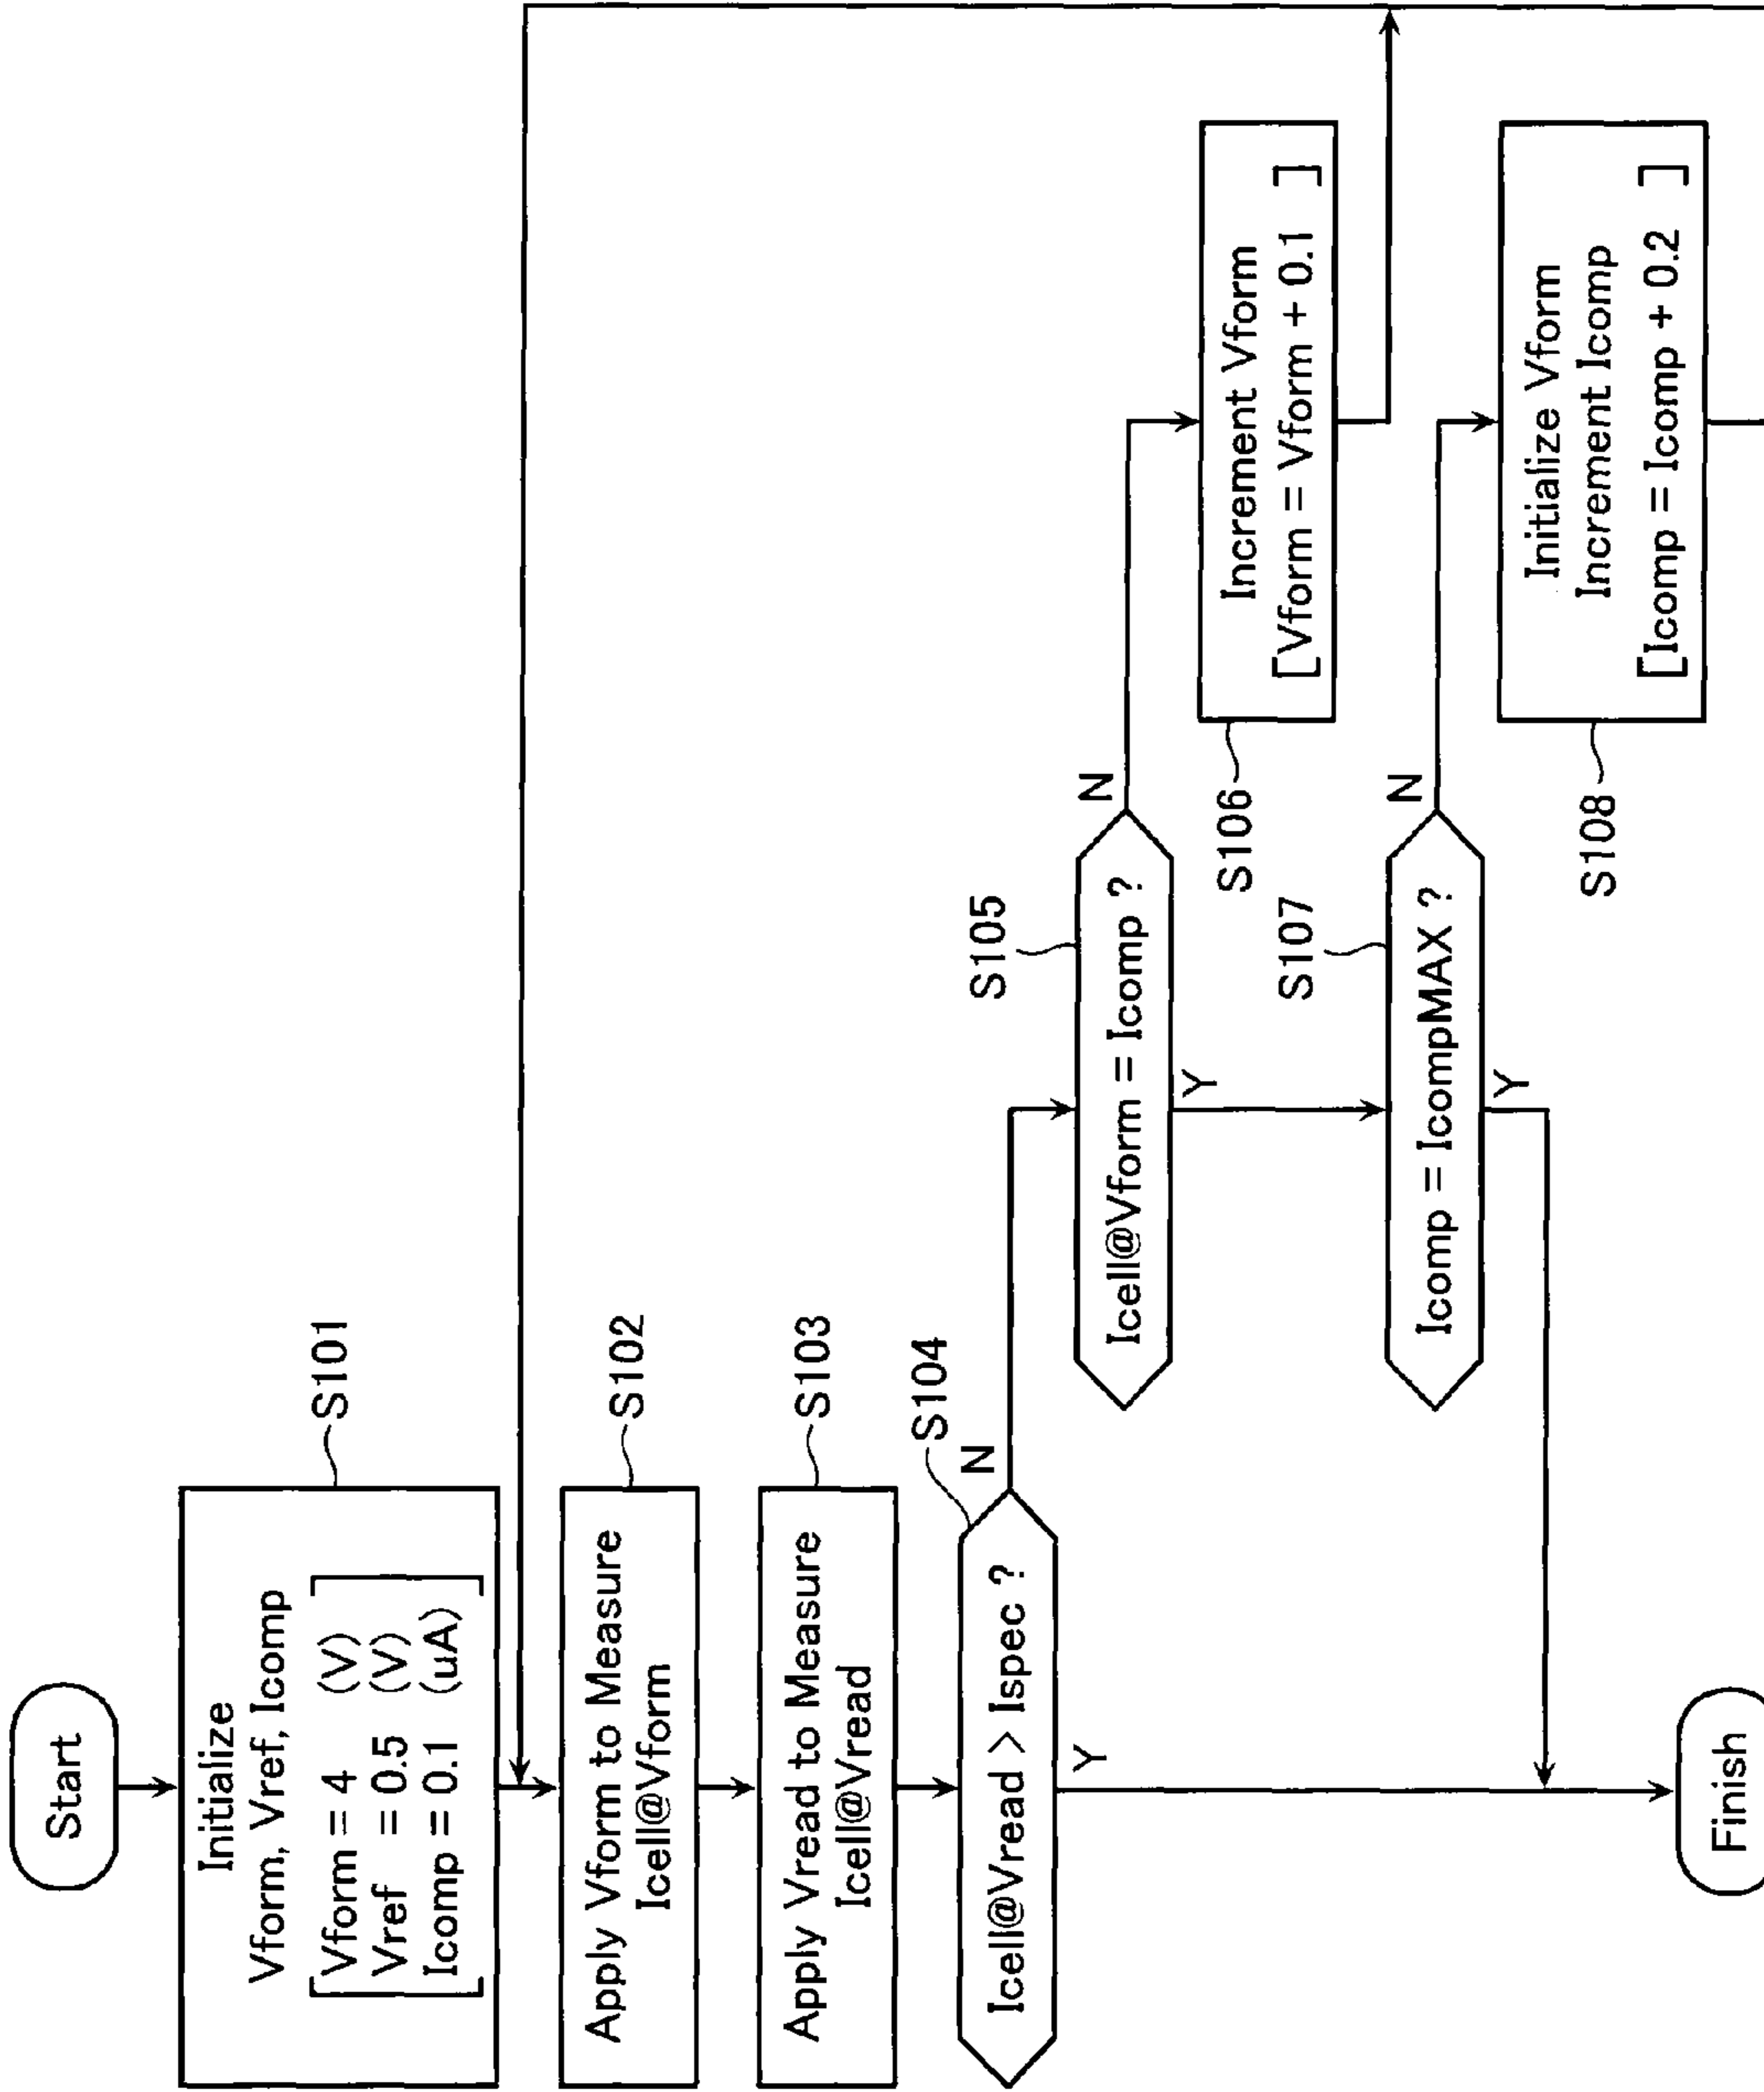 Start
Initialize
Vform, Vref, Icomp
[Vform = 4 (V)
Vref = 0.5 (V)
Icomp = 0.1 (uA)]
S101
Apply Vform to Measure
Icell@Vform
S102
Apply Vread to Measure
Icell@Vread
S103
Icell@Vread > Ispec ?
S104
N
Y
Icell@Vform = Icomp ?
S105
N
Y
Increment Vform
[Vform = Vform + 0.1 ]
S106
Icomp = IcompMAX ?
S107
N
Y
Initialize Vform
Increment Icomp
[Icomp = Icomp + 0.2 ]
S108
Finish